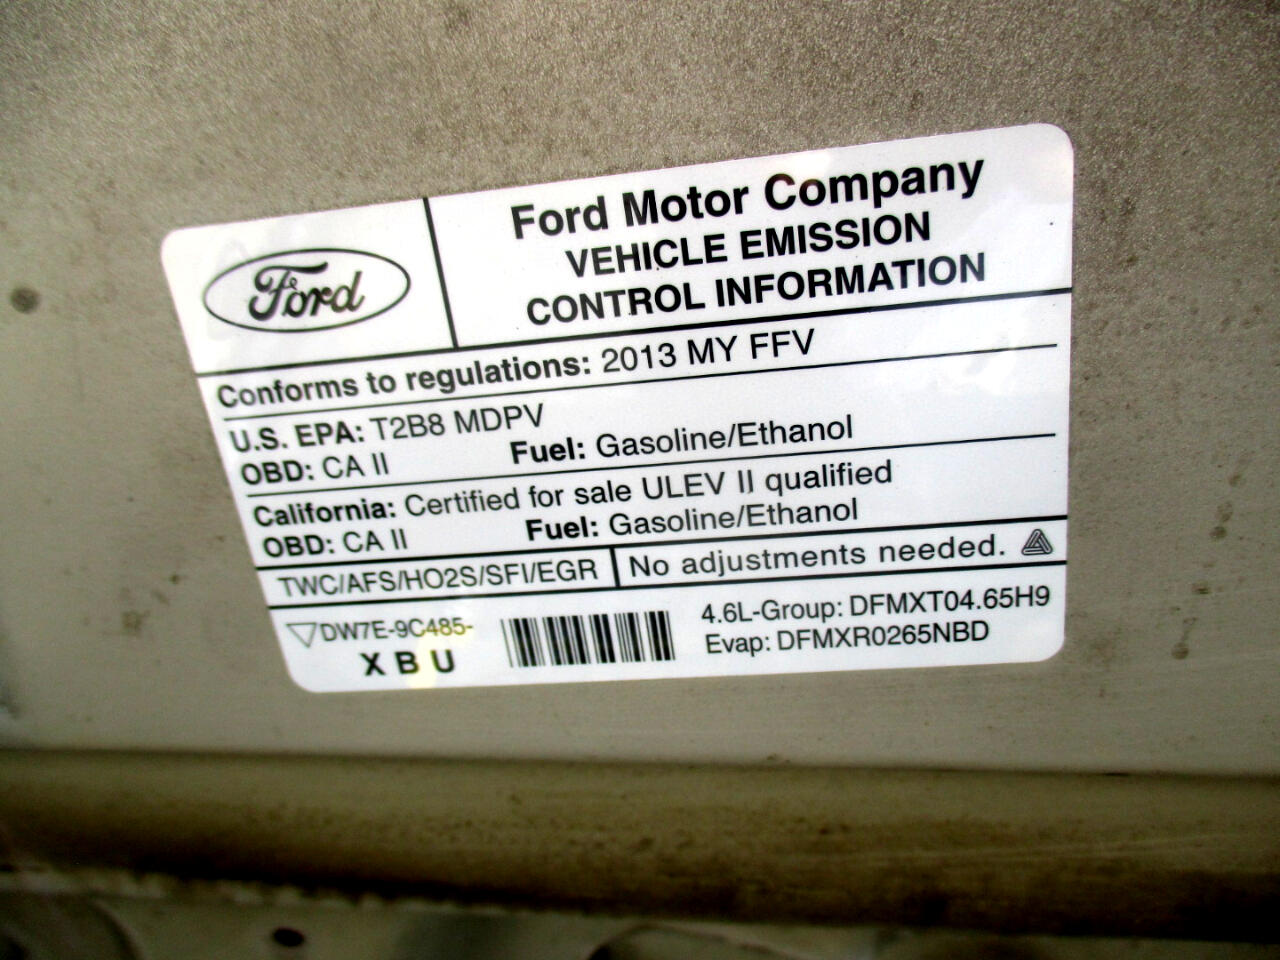 Ford
Ford Motor Company
VEHICLE EMISSION
CONTROL INFORMATION
Conforms to regulations: 2013 MY FFV
U.S. EPA: T2B8 MDPV
OBD: CA II Fuel: Gasoline/Ethanol
California: Certified for sale ULEV II qualified
OBD: CA II Fuel: Gasoline/Ethanol
TWC/AFS/HO2S/SFI/EGR No adjustments needed.
DW7E-9C485-
X B U
4.6L-Group: DFMXT04.65H9
Evap: DFMXR0265NBD